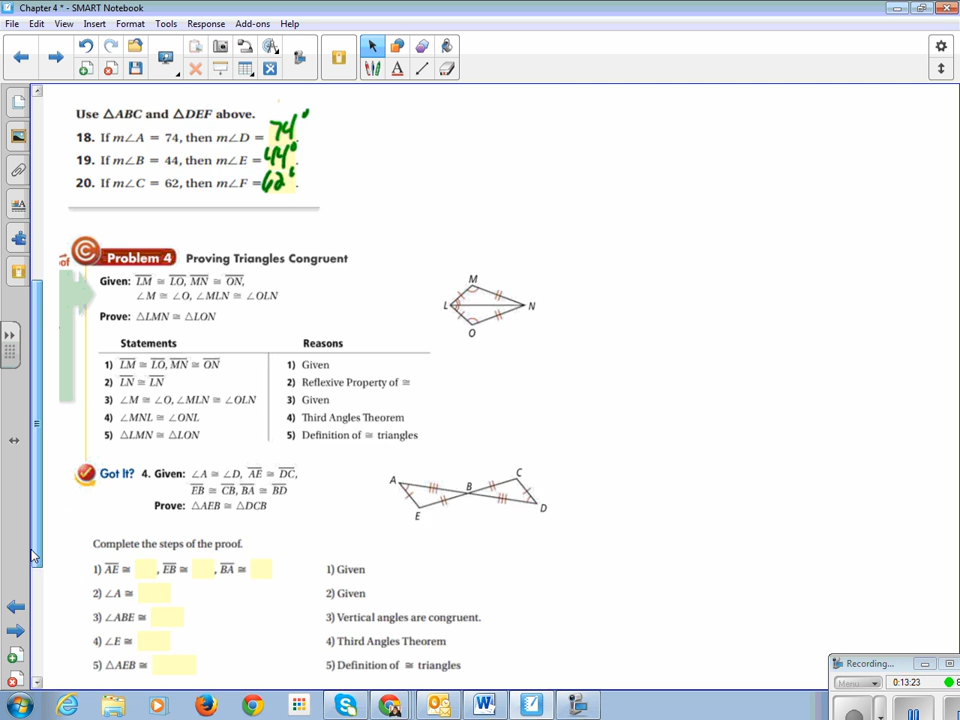 Chapter 4 * - SMART Notebook
File Edit View Insert Format Tools Response Add-ons Help
Use △ABC and △DEF above.
18. If m∠A = 74, then m∠D = 74°.
19. If m∠B = 44, then m∠E = 44°.
20. If m∠C = 62, then m∠F = 62°.
Problem 4 Proving Triangles Congruent
Given: LM ≅ LO, MN ≅ ON,
∠M ≅ ∠O, ∠MLN ≅ ∠OLN
Prove: △LMN ≅ △LON
M
L
N
O
Statements Reasons
1) LM ≅ LO, MN ≅ ON 1) Given
2) LN ≅ LN 2) Reflexive Property of ≅
3) ∠M ≅ ∠O, ∠MLN ≅ ∠OLN 3) Given
4) ∠MNL ≅ ∠ONL 4) Third Angles Theorem
5) △LMN ≅ △LON 5) Definition of ≅ triangles
Got It? 4. Given: ∠A ≅ ∠D, AE ≅ DC,
EB ≅ CB, BA ≅ BD
Prove: △AEB ≅ △DCB
A
B
C
D
E
Complete the steps of the proof.
1) AE ≅ , EB ≅ , BA ≅ 1) Given
2) ∠A ≅ 2) Given
3) ∠ABE ≅ 3) Vertical angles are congruent.
4) ∠E ≅ 4) Third Angles Theorem
5) △AEB ≅ 5) Definition of ≅ triangles
Recording...
Menu 0:13:23